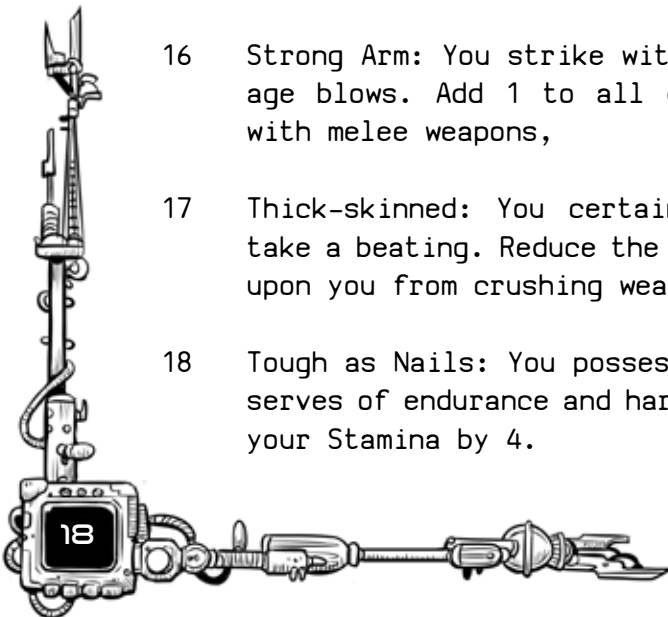 16 Strong Arm: You strike wit
age blows. Add 1 to all
with melee weapons,
17 Thick-skinned: You certai
take a beating. Reduce the
upon you from crushing wea
18 Tough as Nails: You posses
serves of endurance and har
your Stamina by 4.
18